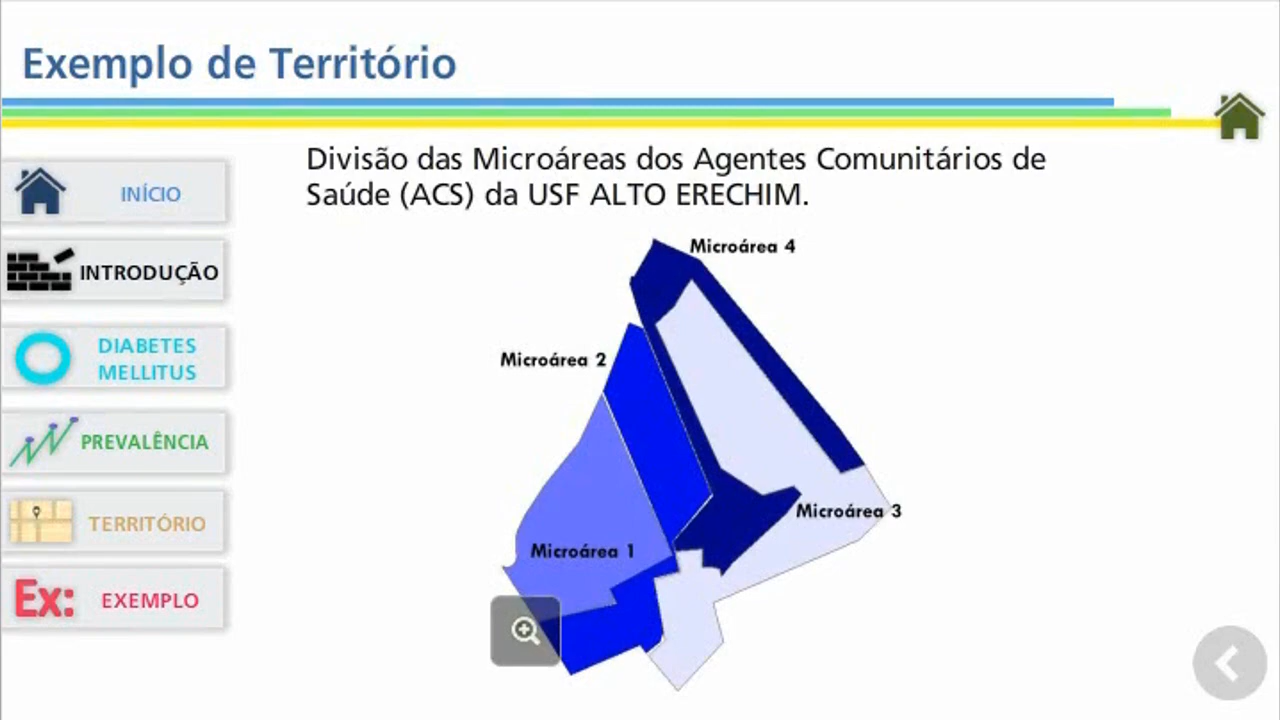 Exemplo de Território
Divisão das Microáreas dos Agentes Comunitários de
Saúde (ACS) da USF ALTO ERECHIM.
INÍCIO
INTRODUÇÃO
DIABETES
MELLITUS
PREVALÊNCIA
TERRITÓRIO
Ex: EXEMPLO
Microárea 4
Microárea 2
Microárea 3
Microárea 1